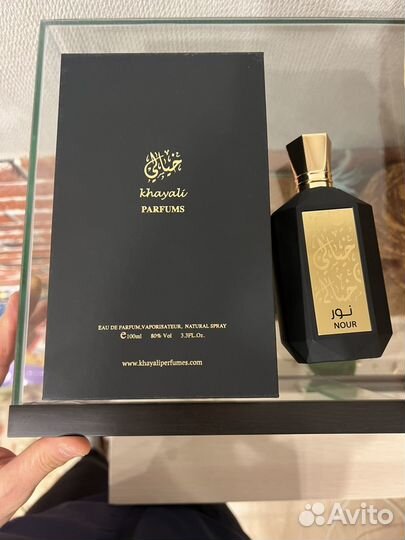 خيالي
khayali
PARFUMS
EAU DE PARFUM,VAPORISATEUR, NATURAL SPRAY
℮100ml 80% Vol 3.3FL.Oz.
www.khayaliperfumes.com
خيالي
خيالي
نور
NOUR
Avito